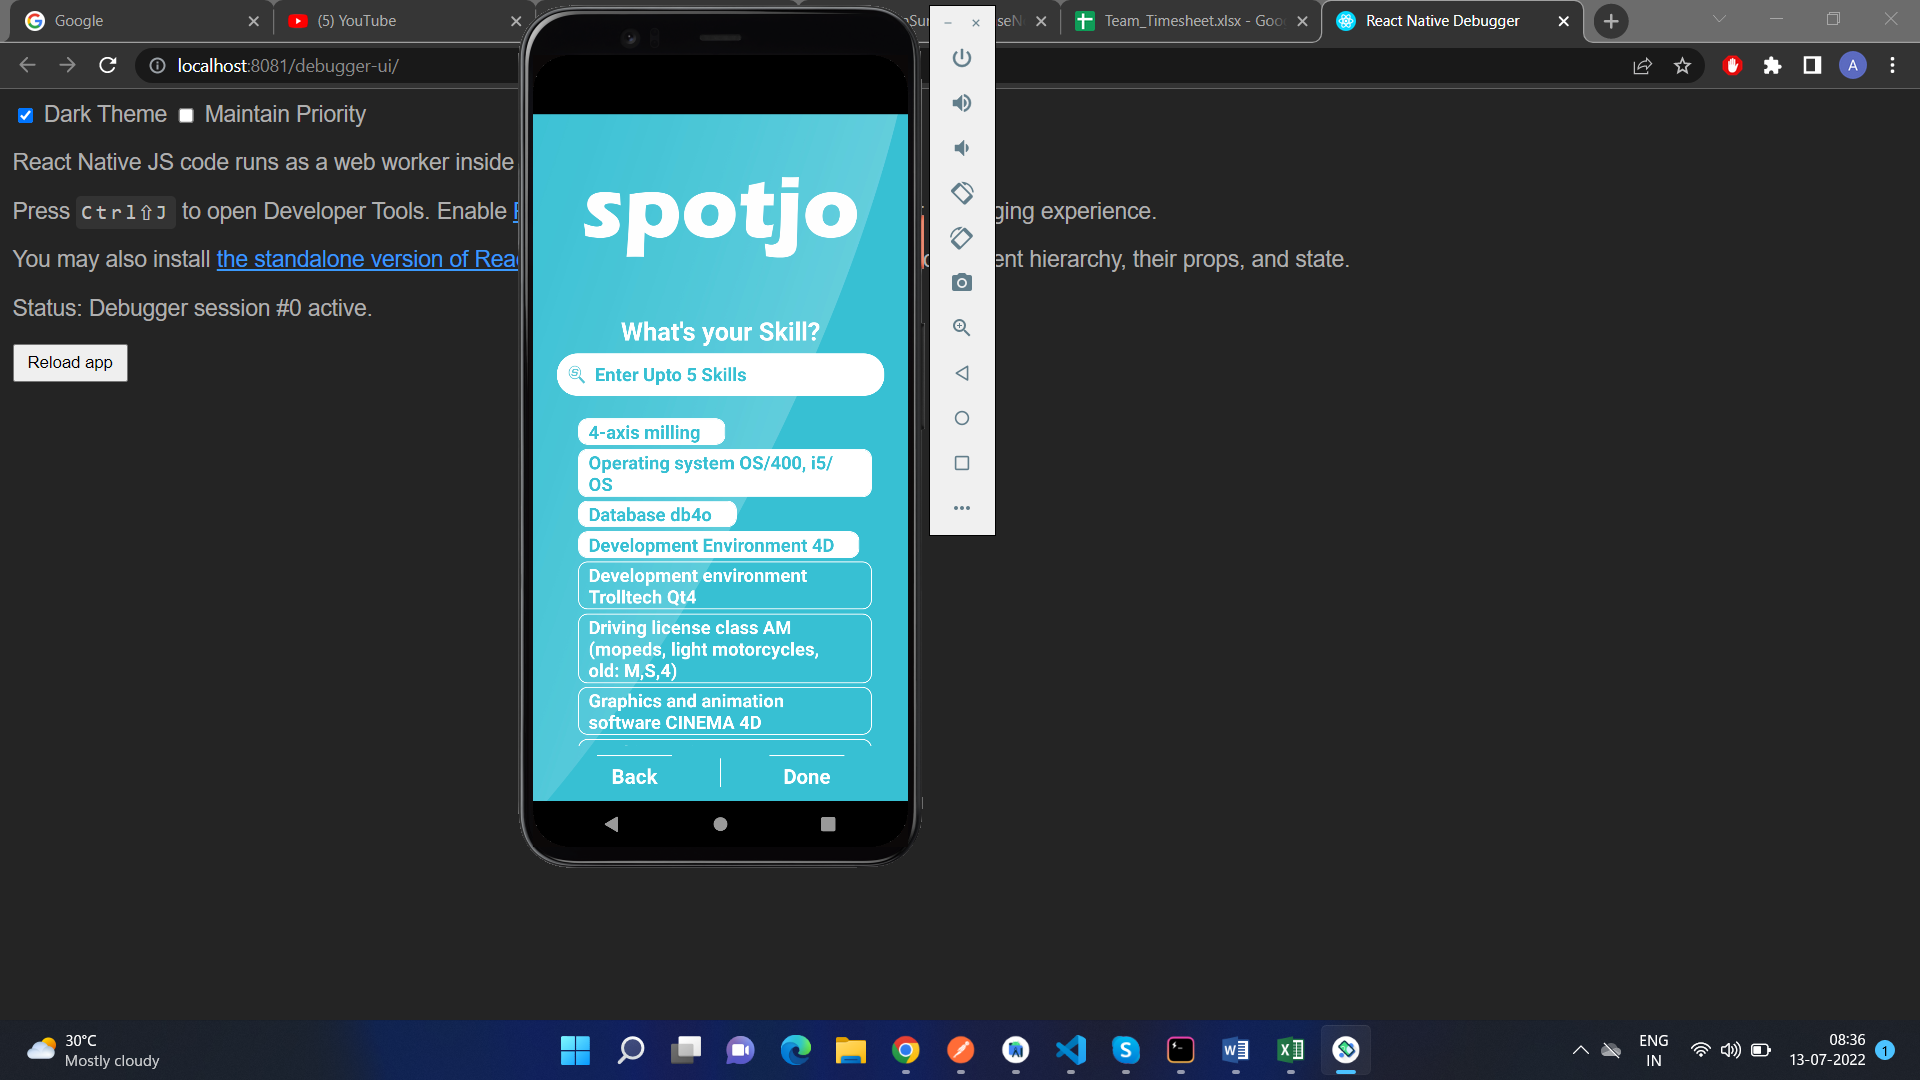 Google
(5) YouTube
Team_Timesheet.xlsx - Goo
React Native Debugger
localhost:8081/debugger-ui/
A
Dark Theme Maintain Priority
React Native JS code runs as a web worker inside
Press Ctrl⇧J to open Developer Tools. Enable
ging experience.
You may also install the standalone version of Reac
ent hierarchy, their props, and state.
Status: Debugger session #0 active.
Reload app
spotjo
What's your Skill?
Enter Upto 5 Skills
4-axis milling
Operating system OS/400, i5/
OS
Database db4o
Development Environment 4D
Development environment
Trolltech Qt4
Driving license class AM
(mopeds, light motorcycles,
old: M,S,4)
Graphics and animation
software CINEMA 4D
Back
Done
30°C
Mostly cloudy
ENG
IN
08:36
13-07-2022
1